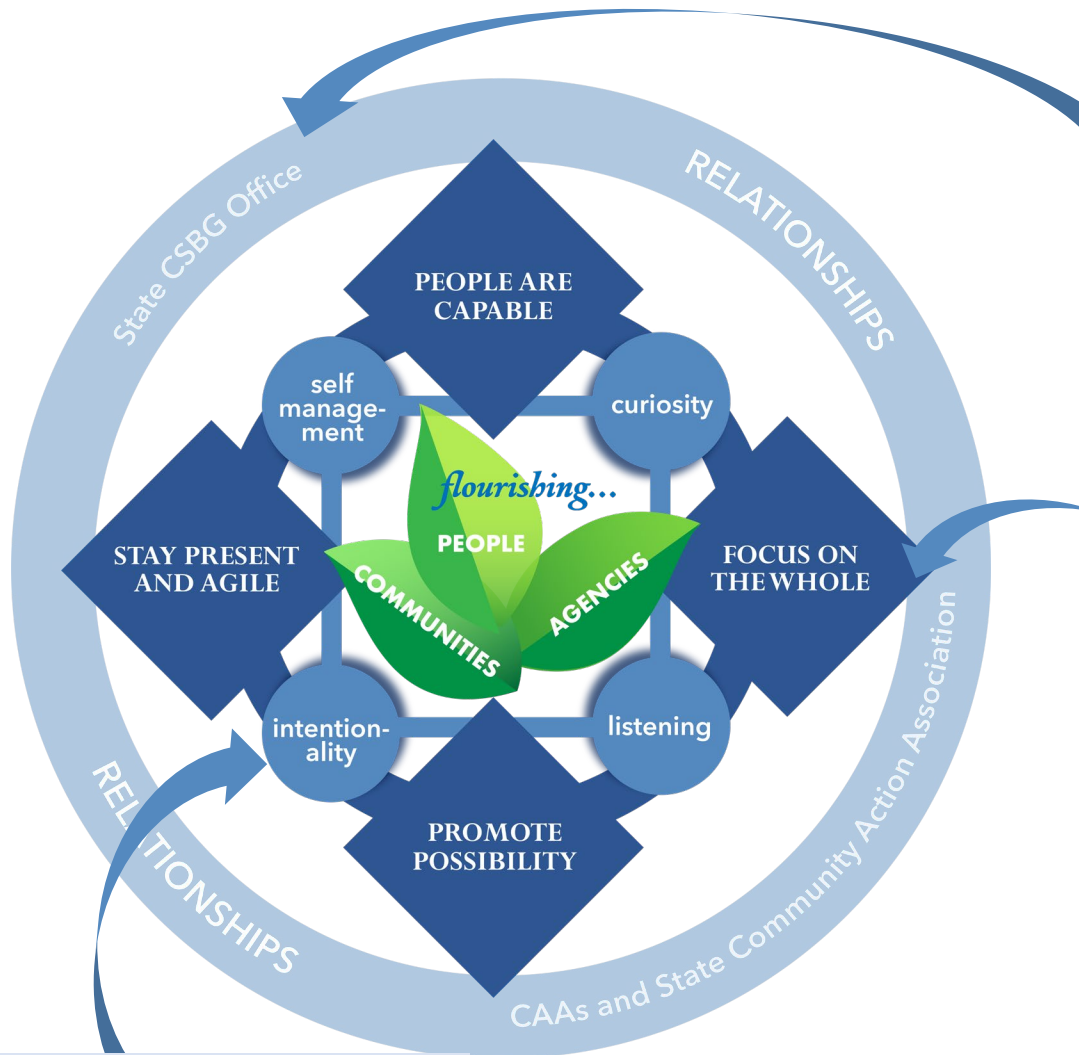 State CSBG Office
RELATIONSHIPS
PEOPLE ARE
CAPABLE
self
manage-
ment
curiosity
flourishing...
PEOPLE
COMMUNITIES
AGENCIES
STAY PRESENT
AND AGILE
FOCUS ON
THE WHOLE
intention-
ality
listening
PROMOTE
POSSIBILITY
RELATIONSHIPS
CAAs and State Community Action Association